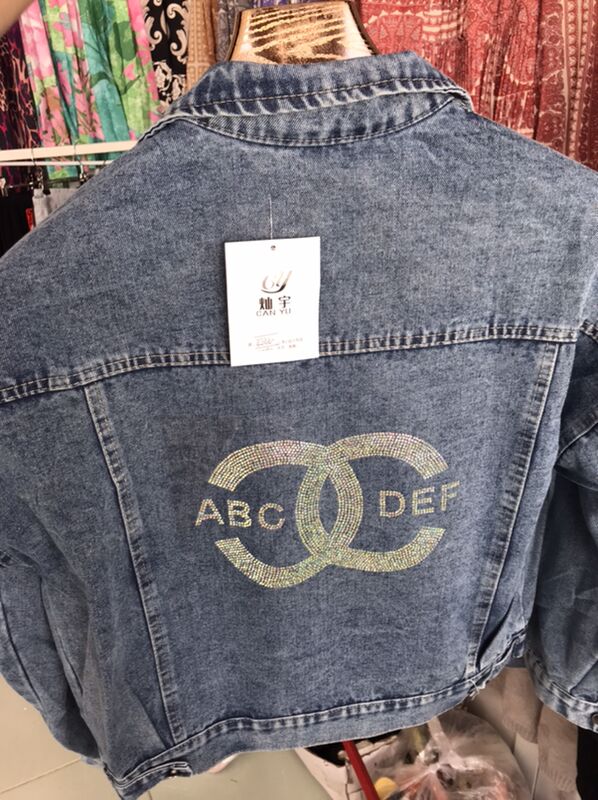 灿宇
CAN YU
ABC DEF